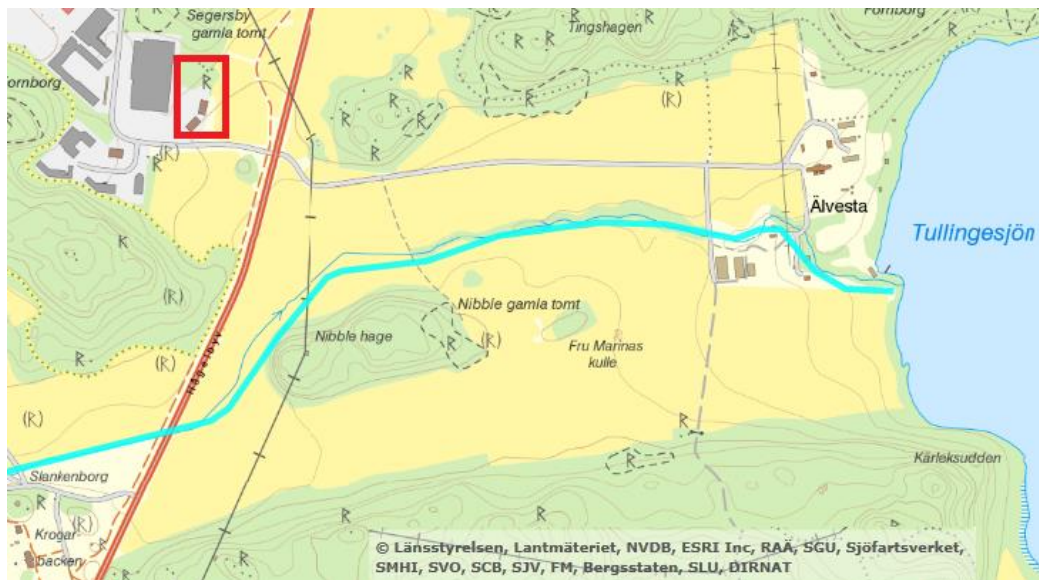 Segersby
gamla tomt
Tingshagen
Fornborg
ornborg
R
R
R
R
R
R
R
R
(R)
R
R
(R)
R
R
Älvesta
Tullingesjön
R
Nibble gamla tomt
(R)
(R)
Nibble hage
R
(R)
Fru Marinas
kulle
R
(R)
Hågelbyv
(R)
R
R
Slankenborg
Kärleksudden
R
R
(R)
Krogar
backen
R
R
© Länsstyrelsen, Lantmäteriet, NVDB, ESRI Inc, RAÄ, SGU, Sjöfartsverket,
SMHI, SVO, SCB, SJV, FM, Bergsstaten, SLU, DIRNAT